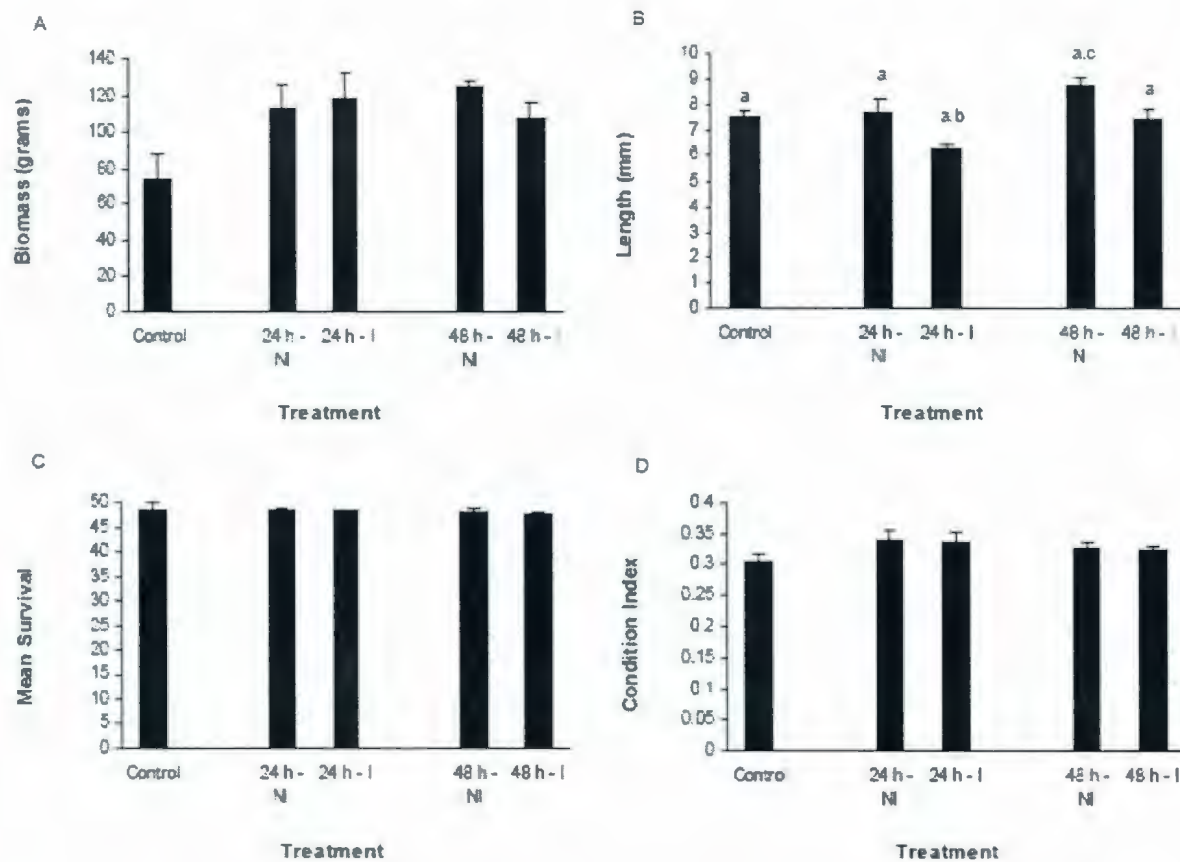 A
Biomass (grams)
140
120
100
80
60
40
20
0
Control 24 h - 24 h - I 48 h - 48 h - I
NI NI
Treatment
B
Length (mm)
10
9
8
7
6
5
4
3
2
1
0
a a a.b a.c a
Control 24 h - 24 h - I 48 h - 48 h - I
NI N
Treatment
C
Mean Survival
50
45
40
35
30
25
20
15
10
5
0
Control 24 h - 24 h - I 48 h - 48 h - I
NI NI
Treatment
D
Condition Index
0.4
0.35
0.3
0.25
0.2
0.15
0.1
0.05
0
Control 24 h - 24 h - I 48 h - 48 h - I
NI NI
Treatment